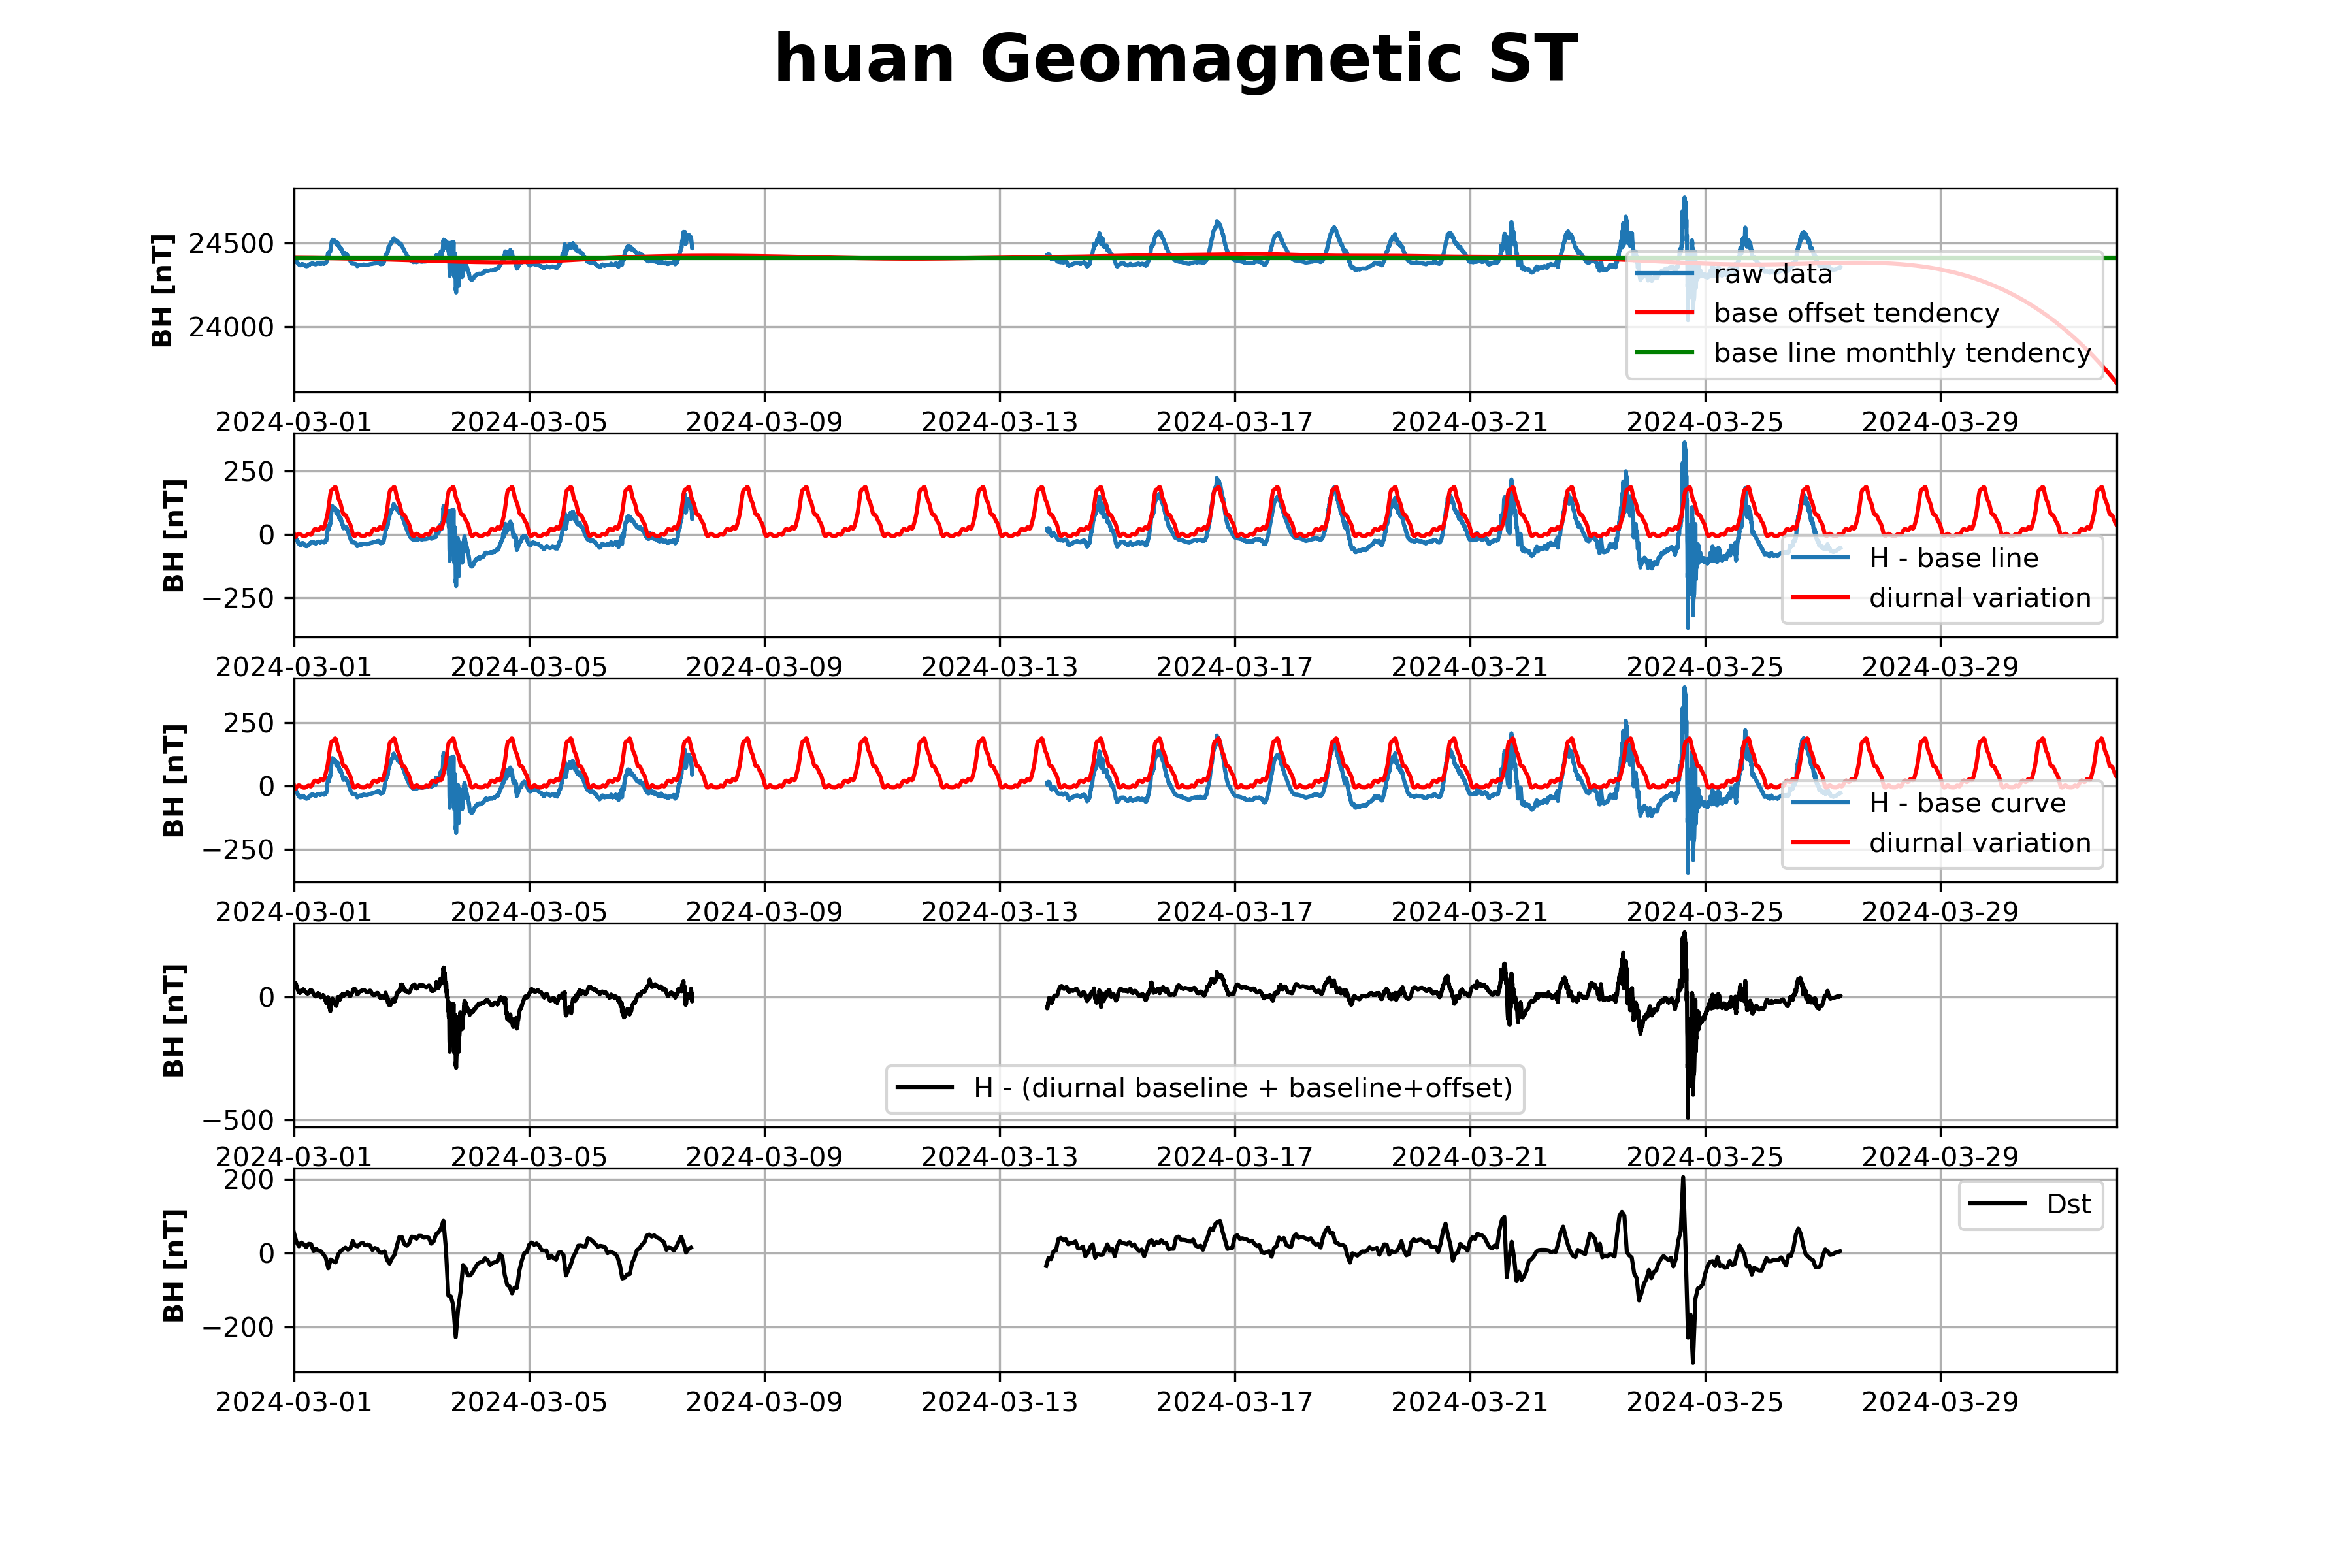 huan Geomagnetic ST
BH [nT]
24500
24000
raw data
base offset tendency
base line monthly tendency
2024-03-01 2024-03-05 2024-03-09 2024-03-13 2024-03-17 2024-03-21 2024-03-25 2024-03-29
BH [nT]
250
0
−250
H - base line
diurnal variation
2024-03-01 2024-03-05 2024-03-09 2024-03-13 2024-03-17 2024-03-21 2024-03-25 2024-03-29
BH [nT]
250
0
−250
H - base curve
diurnal variation
2024-03-01 2024-03-05 2024-03-09 2024-03-13 2024-03-17 2024-03-21 2024-03-25 2024-03-29
BH [nT]
0
−500
H - (diurnal baseline + baseline+offset)
2024-03-01 2024-03-05 2024-03-09 2024-03-13 2024-03-17 2024-03-21 2024-03-25 2024-03-29
BH [nT]
200
0
−200
Dst
2024-03-01 2024-03-05 2024-03-09 2024-03-13 2024-03-17 2024-03-21 2024-03-25 2024-03-29